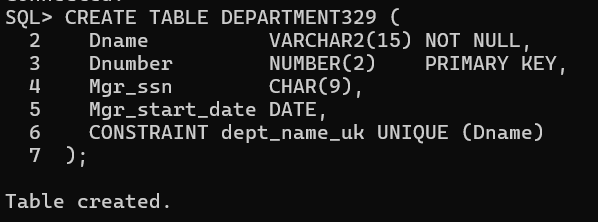 SQL> CREATE TABLE DEPARTMENT329 (
  2    Dname          VARCHAR2(15) NOT NULL,
  3    Dnumber        NUMBER(2)    PRIMARY KEY,
  4    Mgr_ssn        CHAR(9),
  5    Mgr_start_date DATE,
  6    CONSTRAINT dept_name_uk UNIQUE (Dname)
  7  );
Table created.